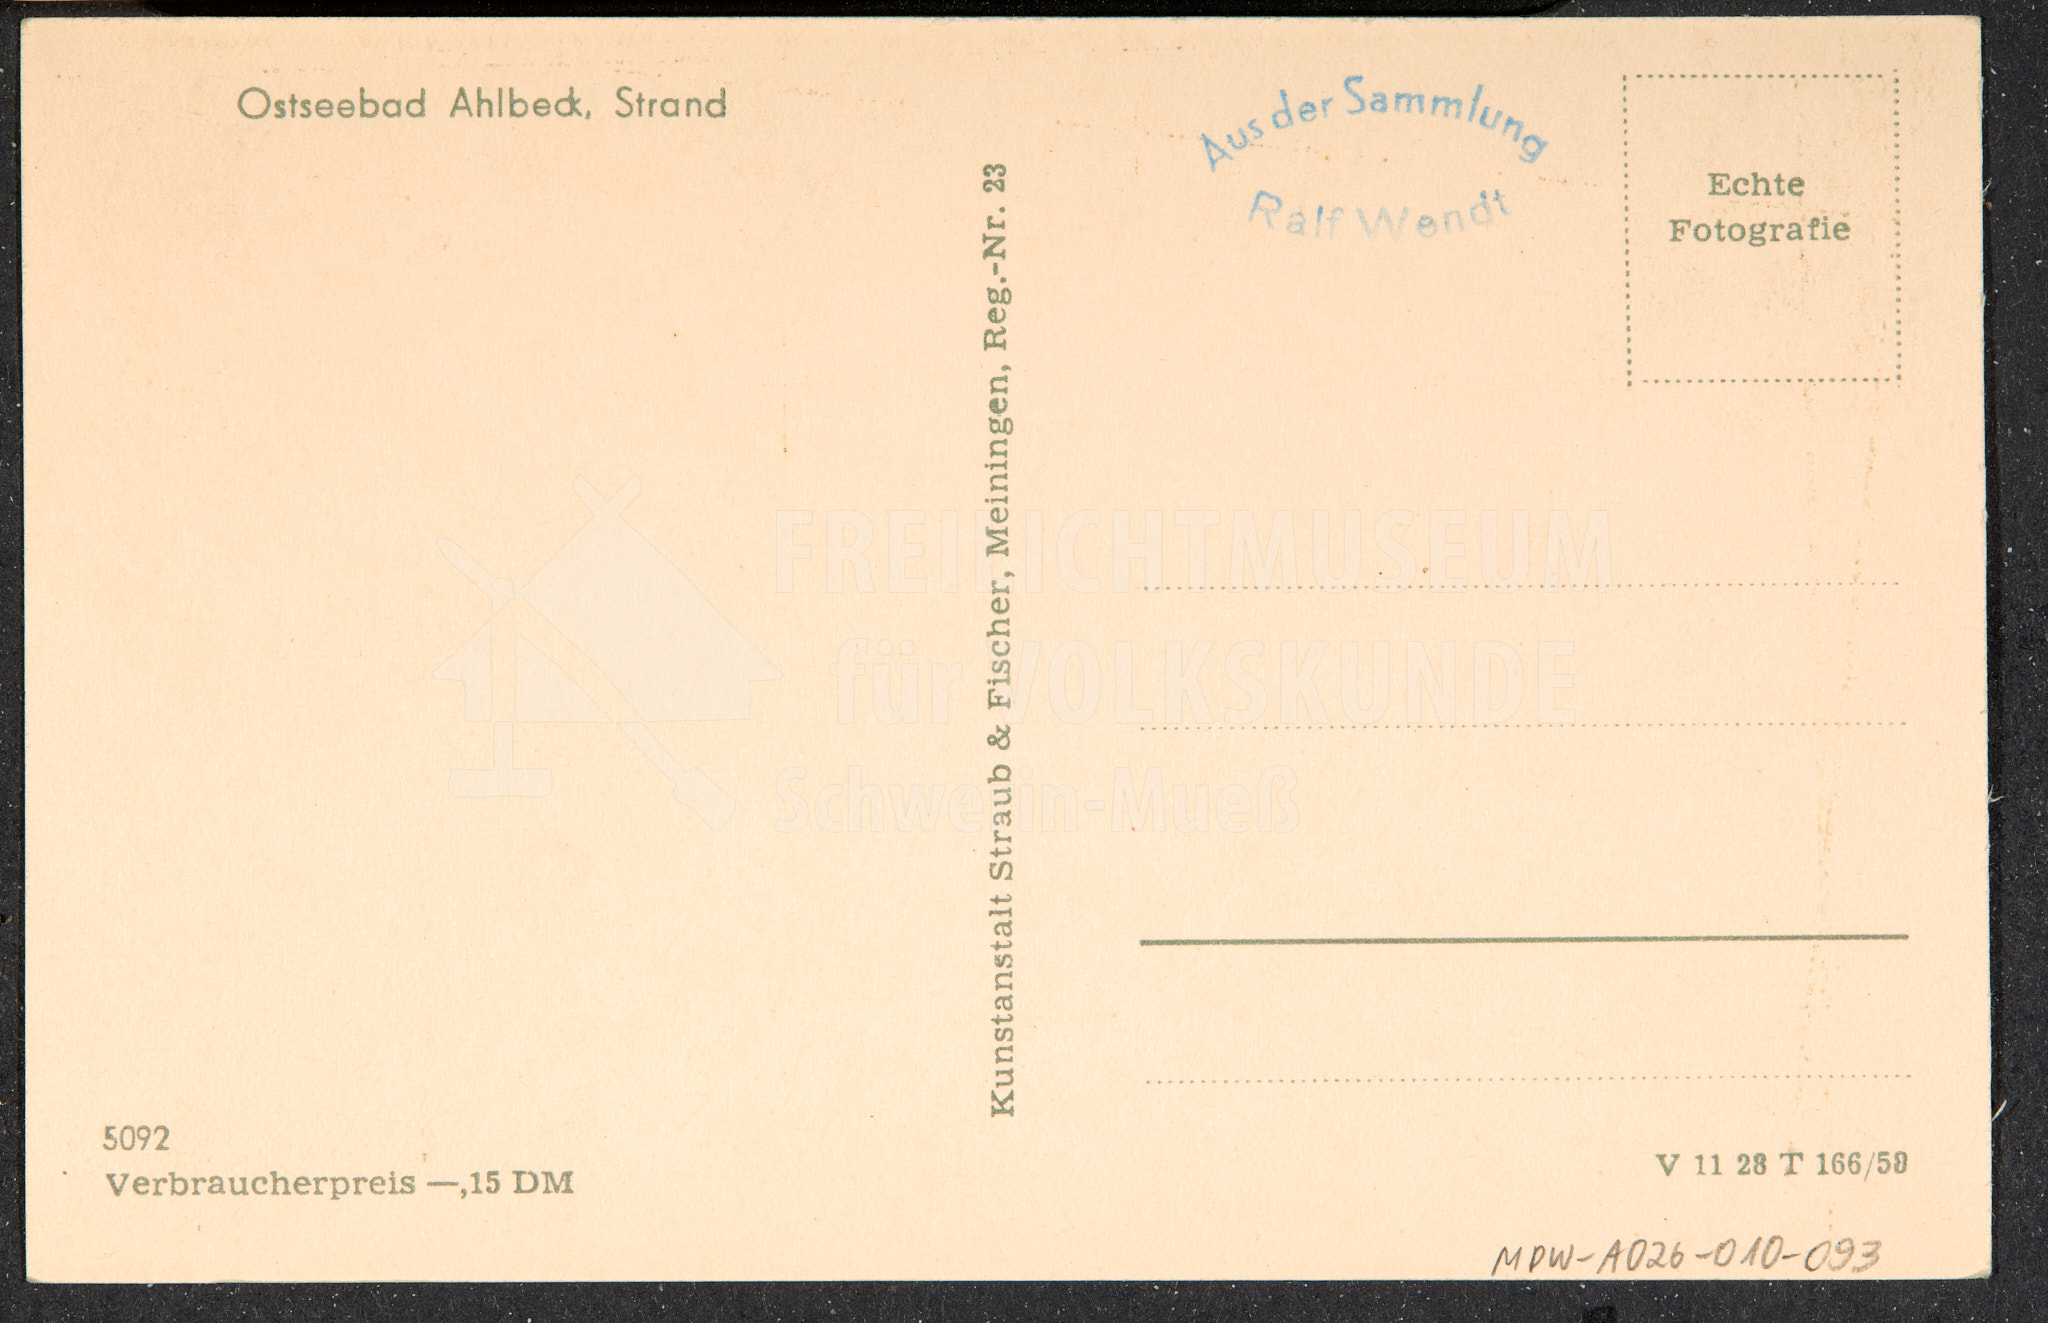 Ostseebad Ahlbeck, Strand
Aus der Sammlung
Ralf Wendt
Echte
Fotografie
Kunstanstalt Straub & Fischer, Meiningen, Reg.-Nr. 23
FREILICHTMUSEUM
für VOLKSKUNDE
Schwerin-Mueß
5092
Verbraucherpreis —,15 DM
V 11 28 T 166/58
MDW-A026-010-093